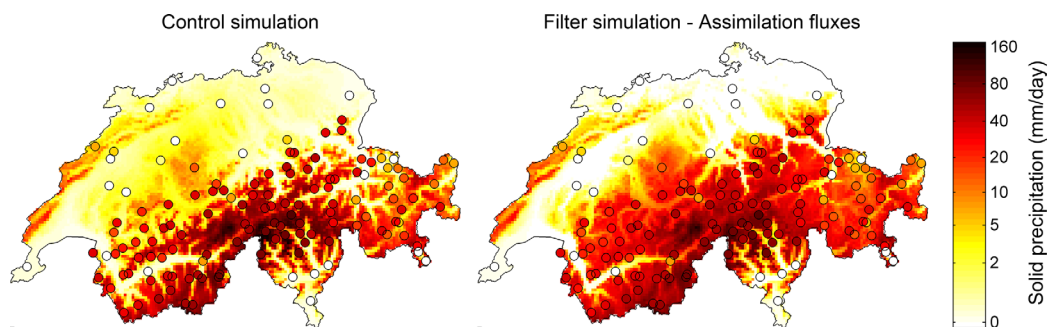 Control simulation
Filter simulation - Assimilation fluxes
160
80
40
20
10
5
2
0
Solid precipitation (mm/day)